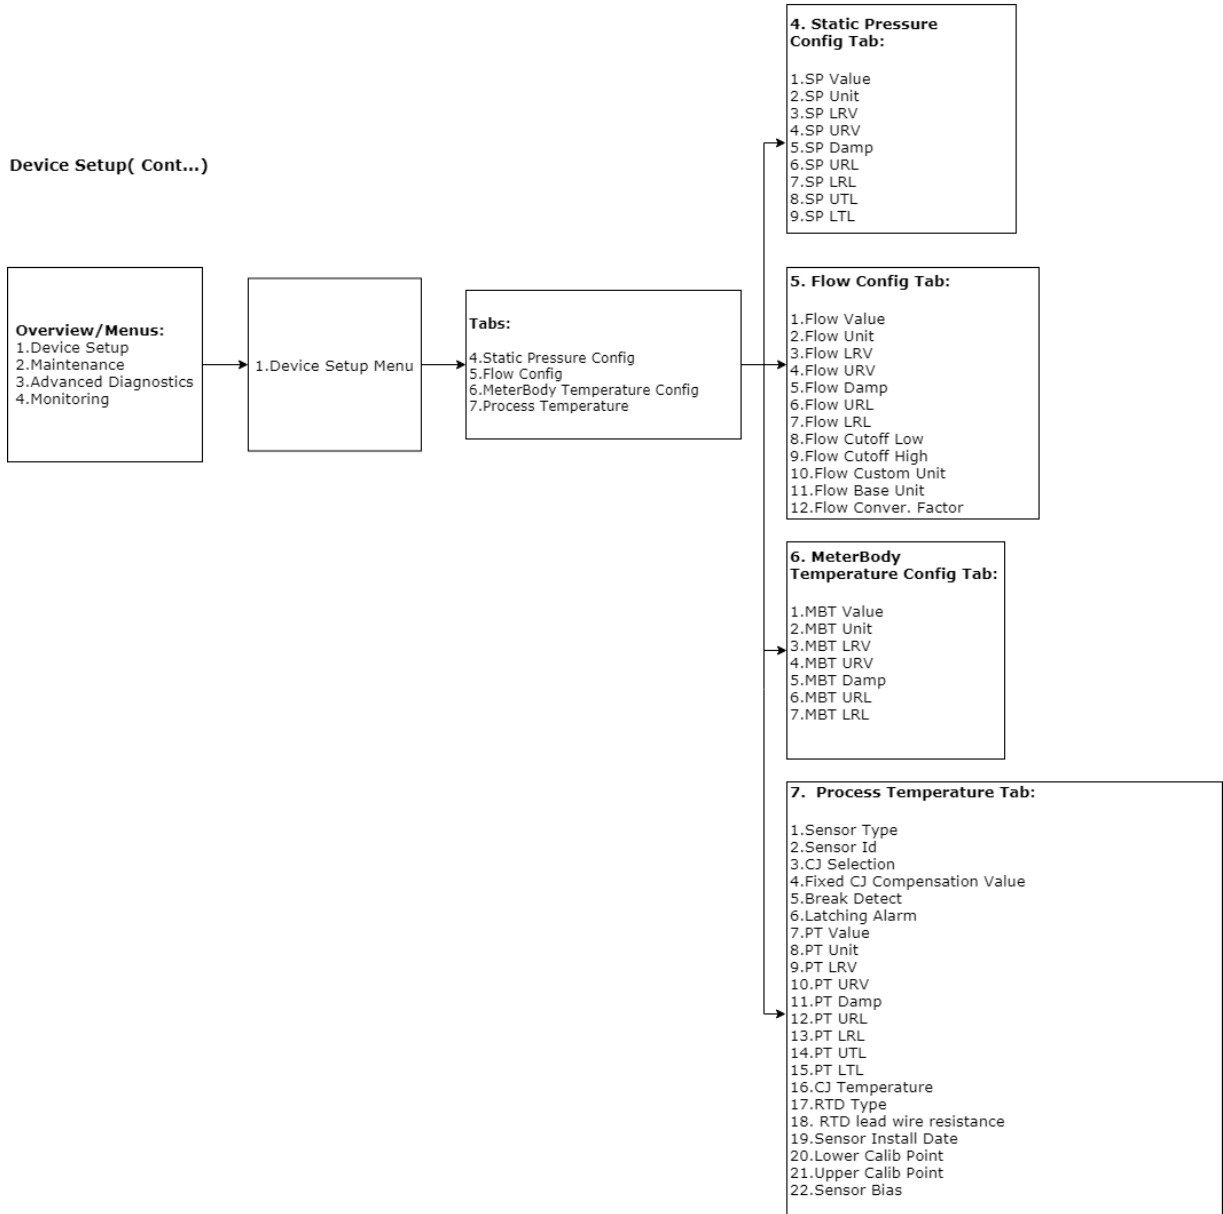 Device Setup( Cont...)
Overview/Menus:
1.Device Setup
2.Maintenance
3.Advanced Diagnostics
4.Monitoring
1.Device Setup Menu
Tabs:
4.Static Pressure Config
5.Flow Config
6.MeterBody Temperature Config
7.Process Temperature
4. Static Pressure
Config Tab:
1.SP Value
2.SP Unit
3.SP LRV
4.SP URV
5.SP Damp
6.SP URL
7.SP LRL
8.SP UTL
9.SP LTL
5. Flow Config Tab:
1.Flow Value
2.Flow Unit
3.Flow LRV
4.Flow URV
5.Flow Damp
6.Flow URL
7.Flow LRL
8.Flow Cutoff Low
9.Flow Cutoff High
10.Flow Custom Unit
11.Flow Base Unit
12.Flow Conver. Factor
6. MeterBody
Temperature Config Tab:
1.MBT Value
2.MBT Unit
3.MBT LRV
4.MBT URV
5.MBT Damp
6.MBT URL
7.MBT LRL
7.  Process Temperature Tab:
1.Sensor Type
2.Sensor Id
3.CJ Selection
4.Fixed CJ Compensation Value
5.Break Detect
6.Latching Alarm
7.PT Value
8.PT Unit
9.PT LRV
10.PT URV
11.PT Damp
12.PT URL
13.PT LRL
14.PT UTL
15.PT LTL
16.CJ Temperature
17.RTD Type
18. RTD lead wire resistance
19.Sensor Install Date
20.Lower Calib Point
21.Upper Calib Point
22.Sensor Bias